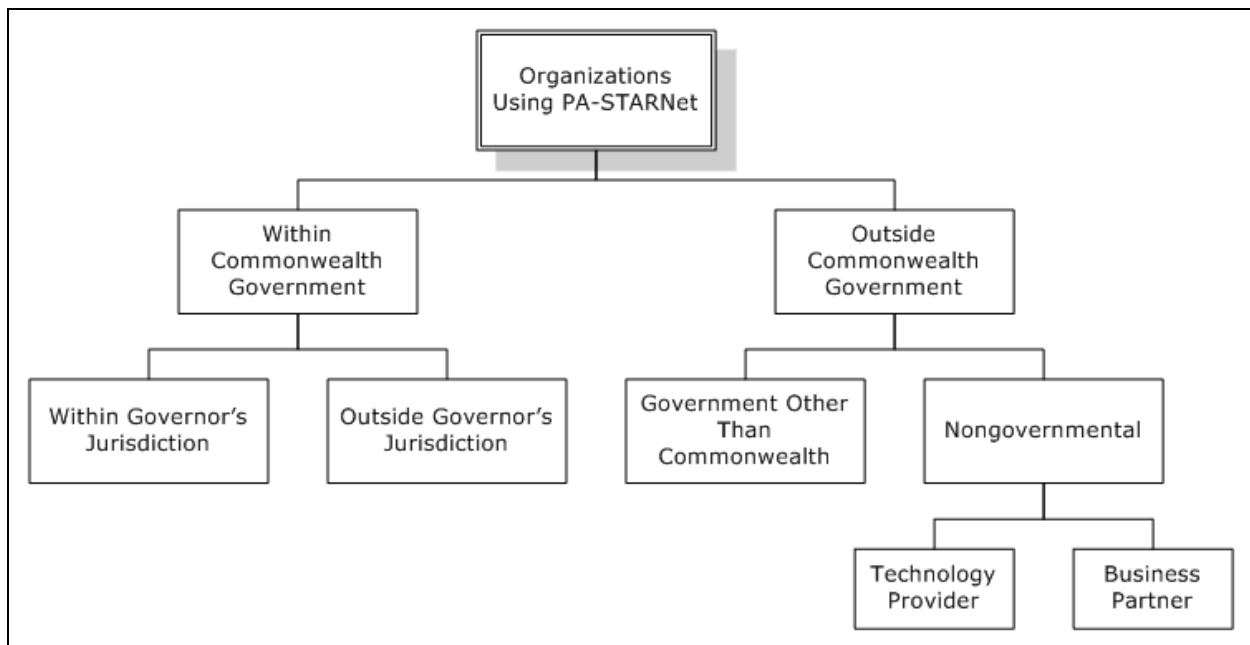 Organizations
Using PA-STARNet
Within
Commonwealth
Government
Outside
Commonwealth
Government
Within Governor's
Jurisdiction
Outside Governor's
Jurisdiction
Government Other
Than
Commonwealth
Nongovernmental
Technology
Provider
Business
Partner